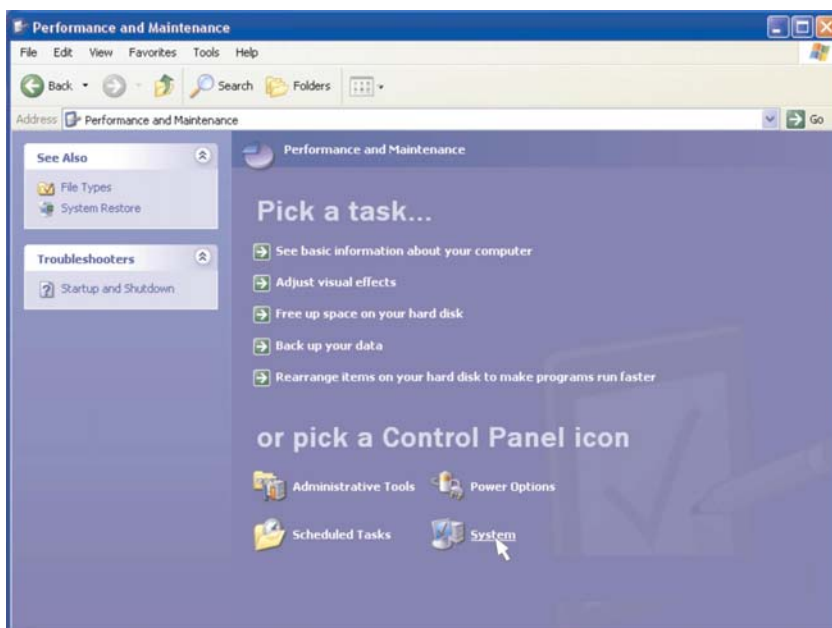 Performance and Maintenance
File Edit View Favorites Tools Help
Back Search Folders
Address Performance and Maintenance Go
See Also
File Types
System Restore
Troubleshooters
Startup and Shutdown
Performance and Maintenance
Pick a task...
See basic information about your computer
Adjust visual effects
Free up space on your hard disk
Back up your data
Rearrange items on your hard disk to make programs run faster
or pick a Control Panel icon
Administrative Tools Power Options
Scheduled Tasks System